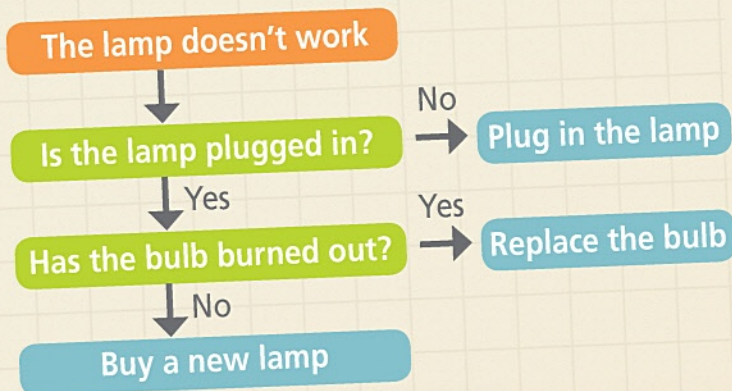 The lamp doesn't work
No
Is the lamp plugged in?
Plug in the lamp
Yes
Yes
Has the bulb burned out?
Replace the bulb
No
Buy a new lamp